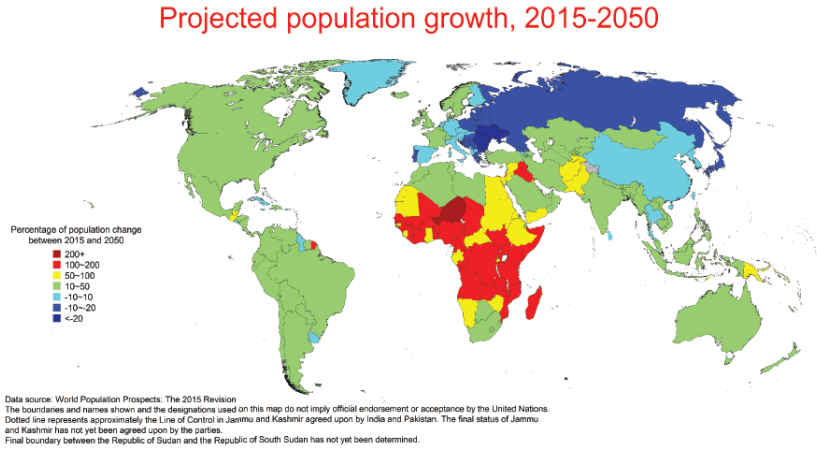 Projected population growth, 2015-2050
Percentage of population change
between 2015 and 2050
200+
100~200
50~100
10~50
-10~10
-10~-20
<-20
Data source: World Population Prospects: The 2015 Revision
The boundaries and names shown and the designations used on this map do not imply official endorsement or acceptance by the United Nations.
Dotted line represents approximately the Line of Control in Jammu and Kashmir agreed upon by India and Pakistan. The final status of Jammu
and Kashmir has not yet been agreed upon by the parties.
Final boundary between the Republic of Sudan and the Republic of South Sudan has not yet been determined.